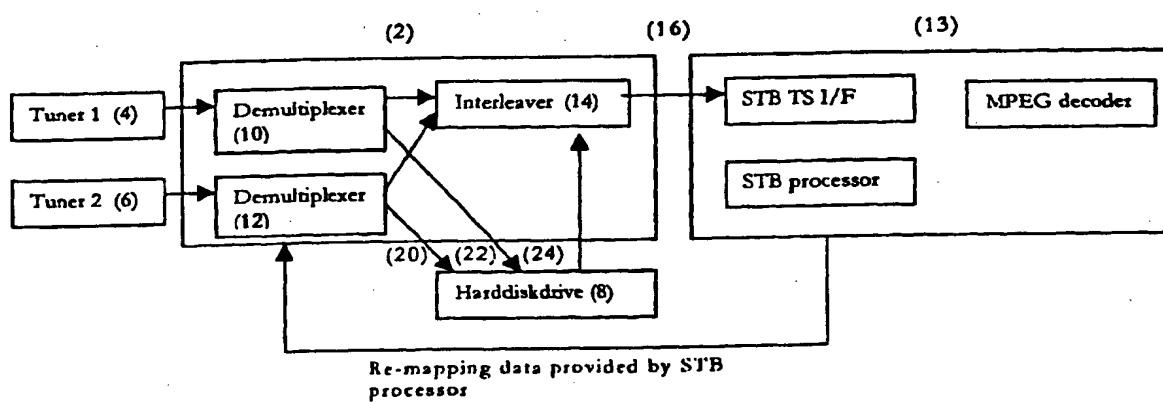 (2)
(16)
(13)
Tuner 1 (4)
Demultiplexer
(10)
Interleaver (14)
STB TS I/F
MPEG decoder
Tuner 2 (6)
Demultiplexer
(12)
STB processor
(20)
(22)
(24)
Harddiskdrive (8)
Re-mapping data provided by STB
processor